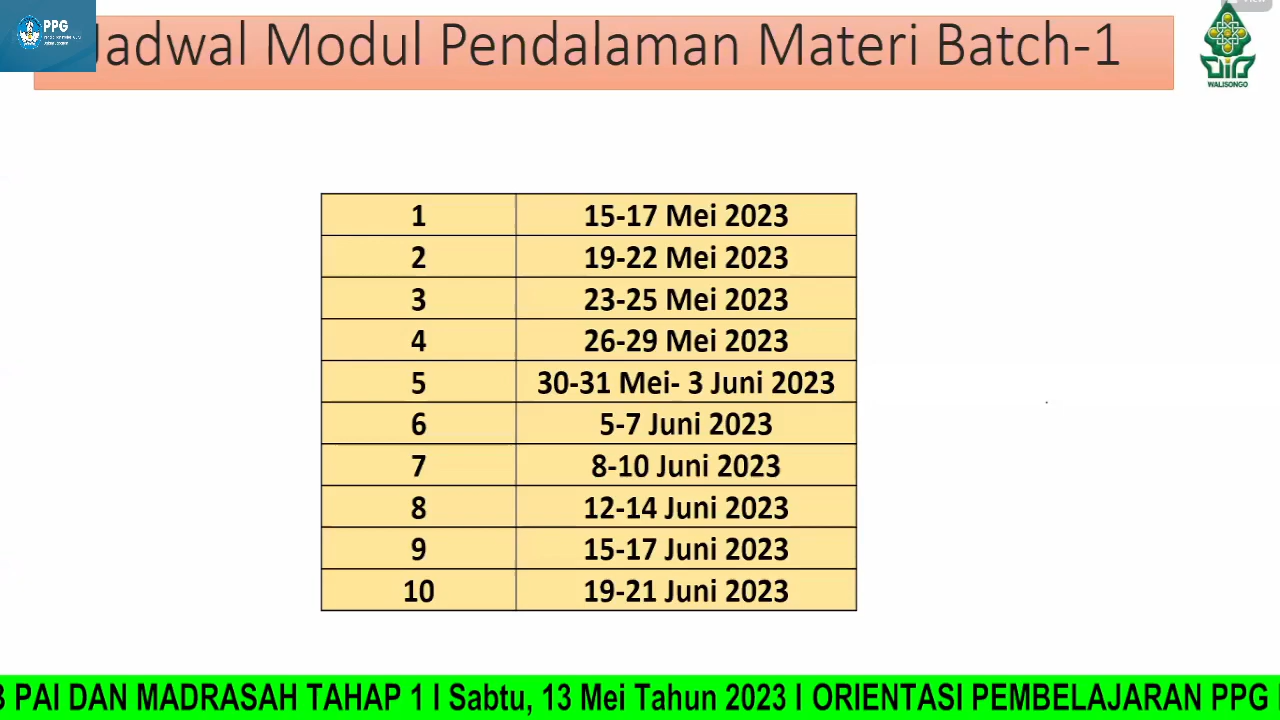 PPG
Jadwal Modul Pendalaman Materi Batch-1
WALISONGO
1 15-17 Mei 2023
2 19-22 Mei 2023
3 23-25 Mei 2023
4 26-29 Mei 2023
5 30-31 Mei- 3 Juni 2023
6 5-7 Juni 2023
7 8-10 Juni 2023
8 12-14 Juni 2023
9 15-17 Juni 2023
10 19-21 Juni 2023
3 PAI DAN MADRASAH TAHAP 1 I Sabtu, 13 Mei Tahun 2023 I ORIENTASI PEMBELAJARAN PPG